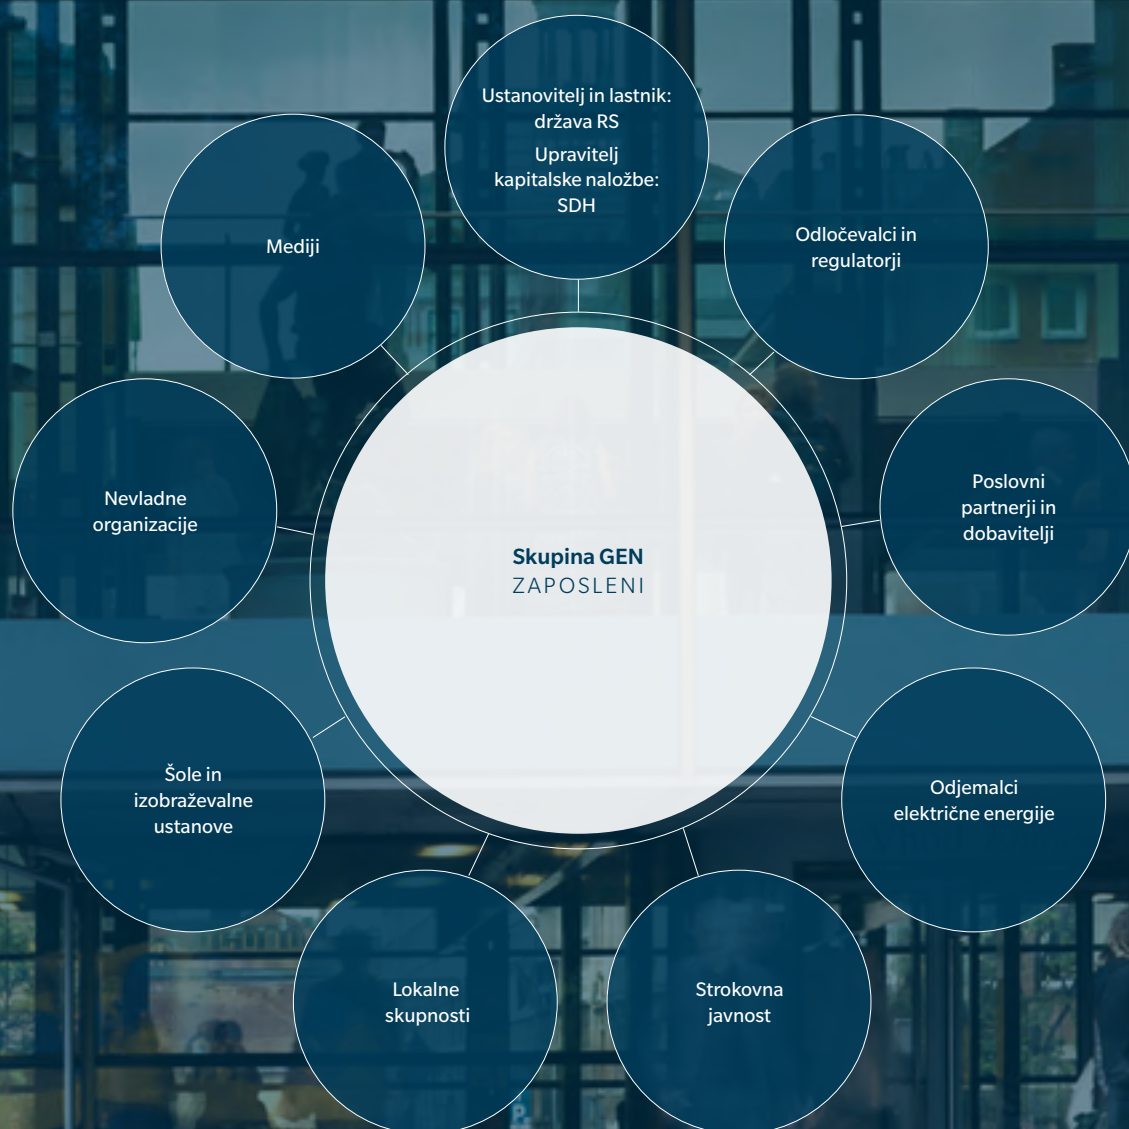 Ustanovitelj in lastnik:
država RS
Upravitelj
kapitalske naložbe:
SDH
Odločevalci in
regulatorji
Poslovni
partnerji in
dobavitelji
Odjemalci
električne energije
Strokovna
javnost
Lokalne
skupnosti
Šole in
izobraževalne
ustanove
Nevladne
organizacije
Mediji
Skupina GEN
ZAPOSLENI